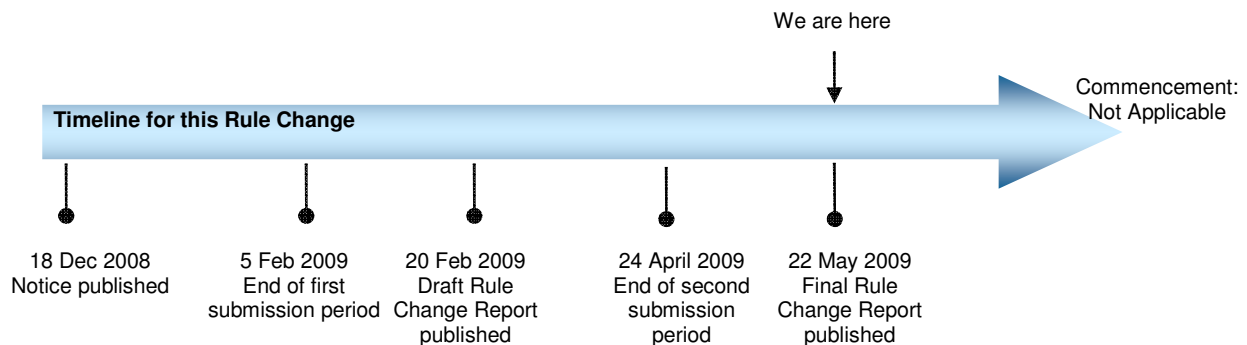 We are here
Commencement:
Not Applicable
Timeline for this Rule Change
18 Dec 2008
Notice published
5 Feb 2009
End of first
submission period
20 Feb 2009
Draft Rule
Change Report
published
24 April 2009
End of second
submission
period
22 May 2009
Final Rule
Change Report
published